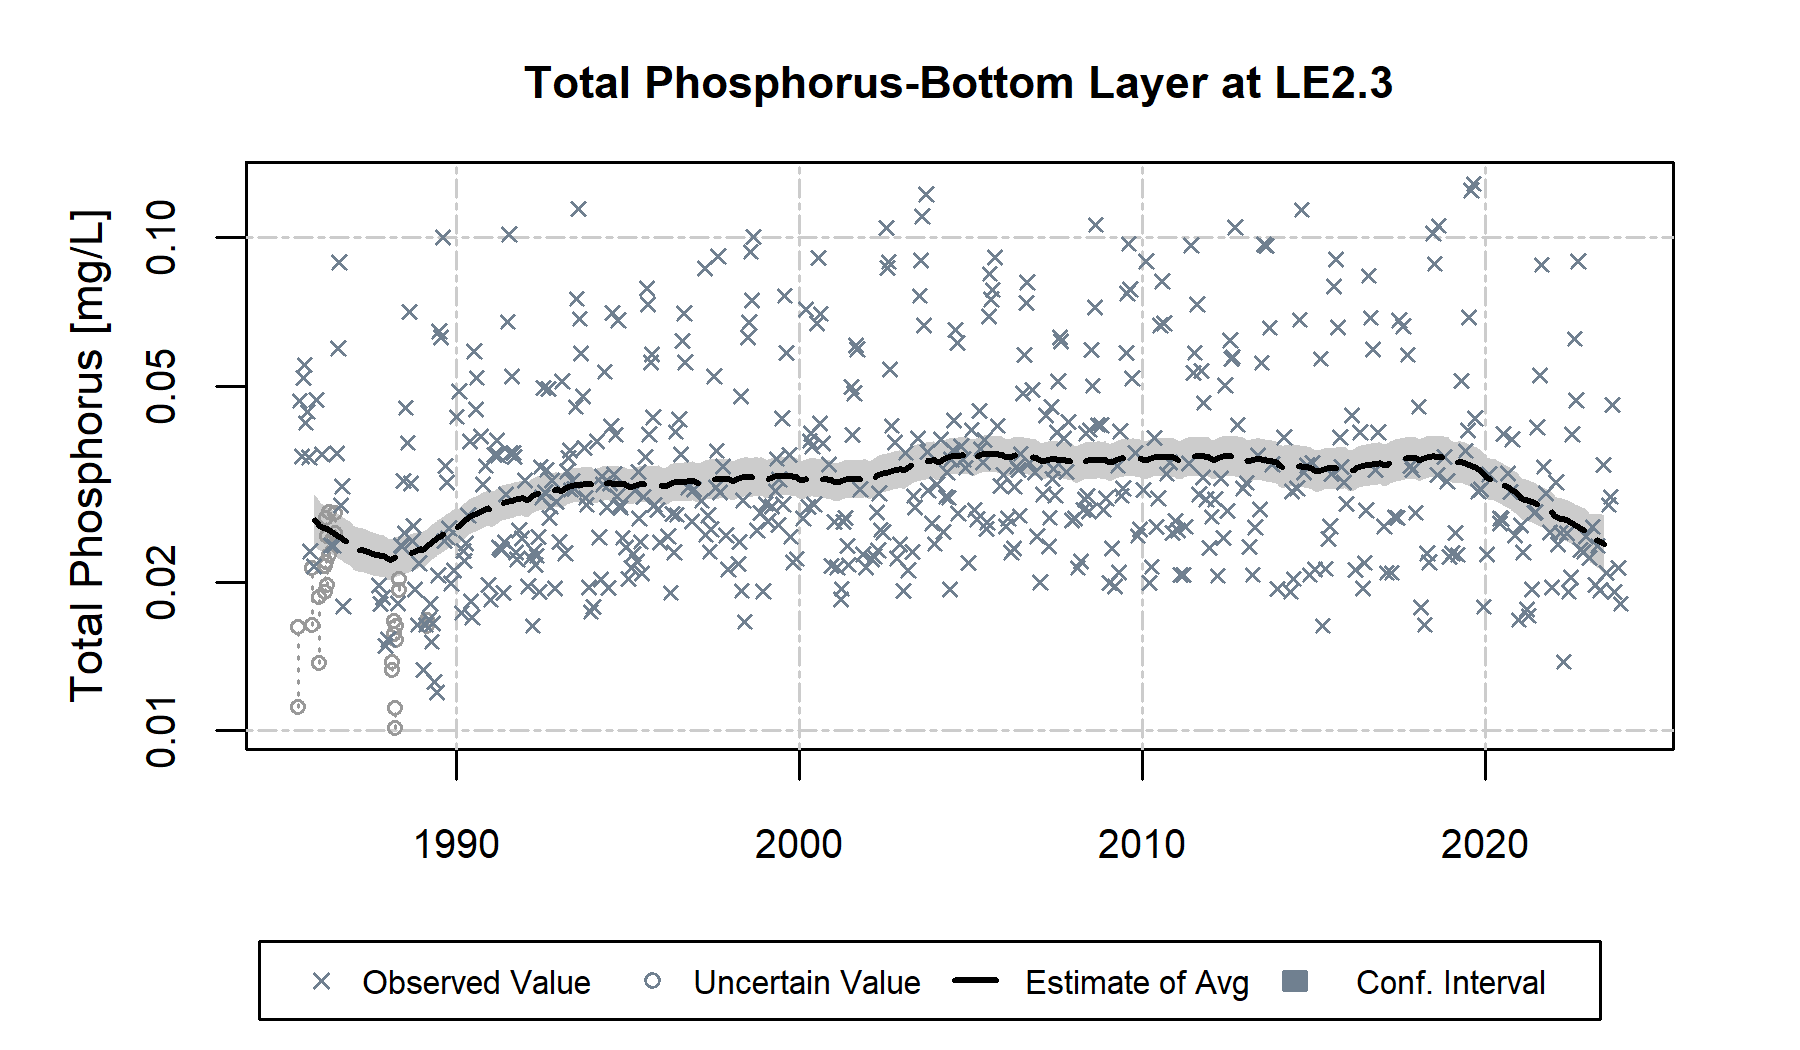 Total Phosphorus-Bottom Layer at LE2.3
Total Phosphorus [mg/L]
0.10
0.05
0.02
0.01
1990 2000 2010 2020
Observed Value Uncertain Value Estimate of Avg Conf. Interval